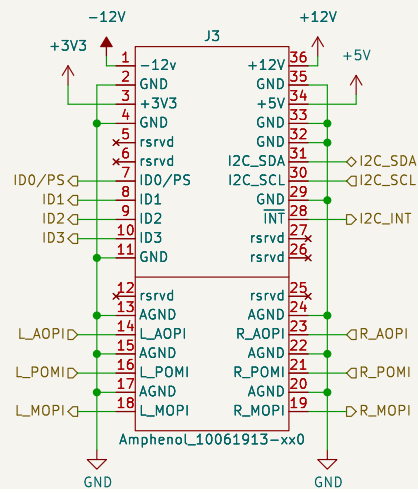 -12V
+12V
J3
+3V3
+5V
1 -12v +12V 36
2 GND GND 35
3 +3V3 +5V 34
4 GND GND 33
5 rsrvd GND 32
6 rsrvd I2C_SDA 31 I2C_SDA
ID0/PS 7 ID0/PS I2C_SCL 30 I2C_SCL
ID1 8 ID1 GND 29
ID2 9 ID2 INT 28 I2C_INT
ID3 10 ID3 rsrvd 27
11 GND rsrvd 26
12 rsrvd rsrvd 25
13 AGND AGND 24
L_AOPI 14 L_AOPI R_AOPI 23 R_AOPI
15 AGND AGND 22
L_POMI 16 L_POMI R_POMI 21 R_POMI
17 AGND AGND 20
L_MOPI 18 L_MOPI R_MOPI 19 R_MOPI
Amphenol_10061913-xx0
GND
GND